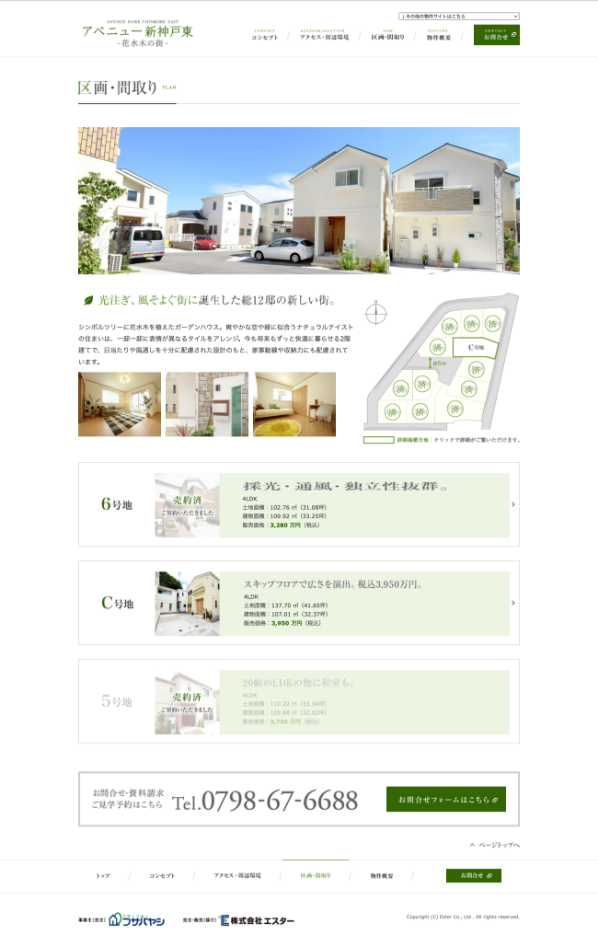 AVENUE KOBE SHINKOBE EAST
アベニュー新神戸東
-花水木の街-
↓その他の物件サイトはこちら
CONCEPT
コンセプト
アクセス・周辺環境
PLAN
区画・間取り
OUTLINE
物件概要
CONTACT
お問合せ
区画・間取り PLAN
光注ぎ、風そよぐ街に誕生した総12邸の新しい街。
シンボルツリーに花水木を植えたガーデンハウス。爽やかな空や緑に似合うナチュラルテイスト
の住まいは、一邸一邸に表情が異なるタイルをアレンジ。今も将来もずっと快適に暮らせる2階
建てで、日当たりや風通しを十分に配慮された設計のもと、家事動線や収納力にも配慮されて
います。
済 済 済
済
C号地
約6m
済
済
済 済
済 済 済
詳細掲載合地：クリックで詳細がご覧いただけます。
6号地
売約済
ご契約いただきました
採光・通風・独立性抜群。
4LDK
土地面積：102.76 ㎡（31.08坪）
建物面積：109.92 ㎡（33.25坪）
販売価格：3,280 万円（税込）
C号地
スキップフロアで広さを演出。税込3,950万円。
4LDK
土地面積：137.70 ㎡（41.65坪）
建物面積：107.01 ㎡（32.37坪）
販売価格：3,950 万円（税込）
5号地
売約済
ご契約いただきました
20帖のLDKの他に和室も。
4LDK
土地面積：110.22 ㎡（33.34坪）
建物面積：105.98 ㎡（32.62坪）
販売価格：3,730 万円（税込）
お問合せ・資料請求
ご見学予約はこちら
Tel.0798-67-6688
お問合せフォームはこちら
ページトップへ
トップ
コンセプト
アクセス・周辺環境
区画・間取り
物件概要
お問合せ
事業主(売主) フサバヤシ
売主・販売(媒介) 株式会社エスター
Copyright (C) Ester Co., Ltd . All rights reserved.